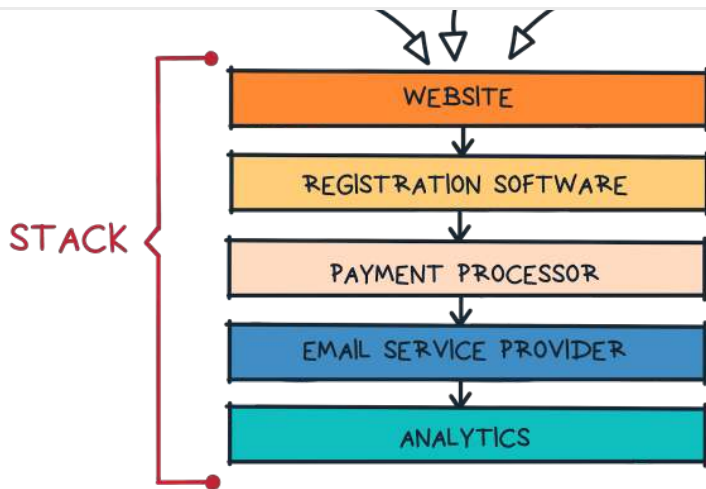 WEBSITE
REGISTRATION SOFTWARE
STACK
PAYMENT PROCESSOR
EMAIL SERVICE PROVIDER
ANALYTICS